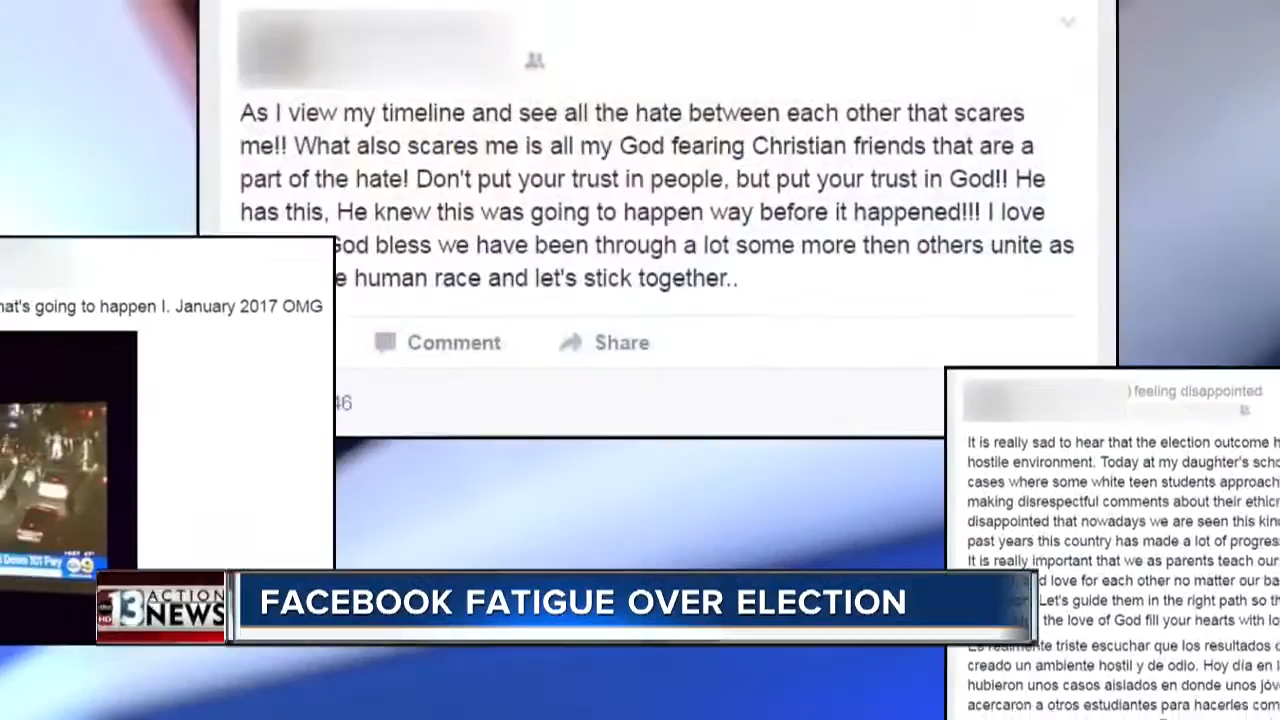 As I view my timeline and see all the hate between each other that scares
me!! What also scares me is all my God fearing Christian friends that are a
part of the hate! Don't put your trust in people, but put your trust in God!! He
has this, He knew this was going to happen way before it happened!!! I love
God bless we have been through a lot some more then others unite as
e human race and let's stick together..
Comment Share
46
hat's going to happen I. January 2017 OMG
Down 101 Fwy
9
) feeling disappointed
It is really sad to hear that the election outcome h
hostile environment. Today at my daughter's scho
cases where some white teen students approach
making disrespectful comments about their ethic
disappointed that nowadays we are seen this kin
past years this country has made a lot of progres
It is really important that we as parents teach our
d love for each other no matter our ba
Let's guide them in the right path so th
the love of God fill your hearts with lo
Es realmente triste escuchar que los resultados
creado un ambiente hostil y de odio. Hoy día en l
hubieron unos casos aislados en donde unos jóv
acercaron a otros estudiantes para hacerles com
abc
HD
13 ACTION
NEWS
FACEBOOK FATIGUE OVER ELECTION